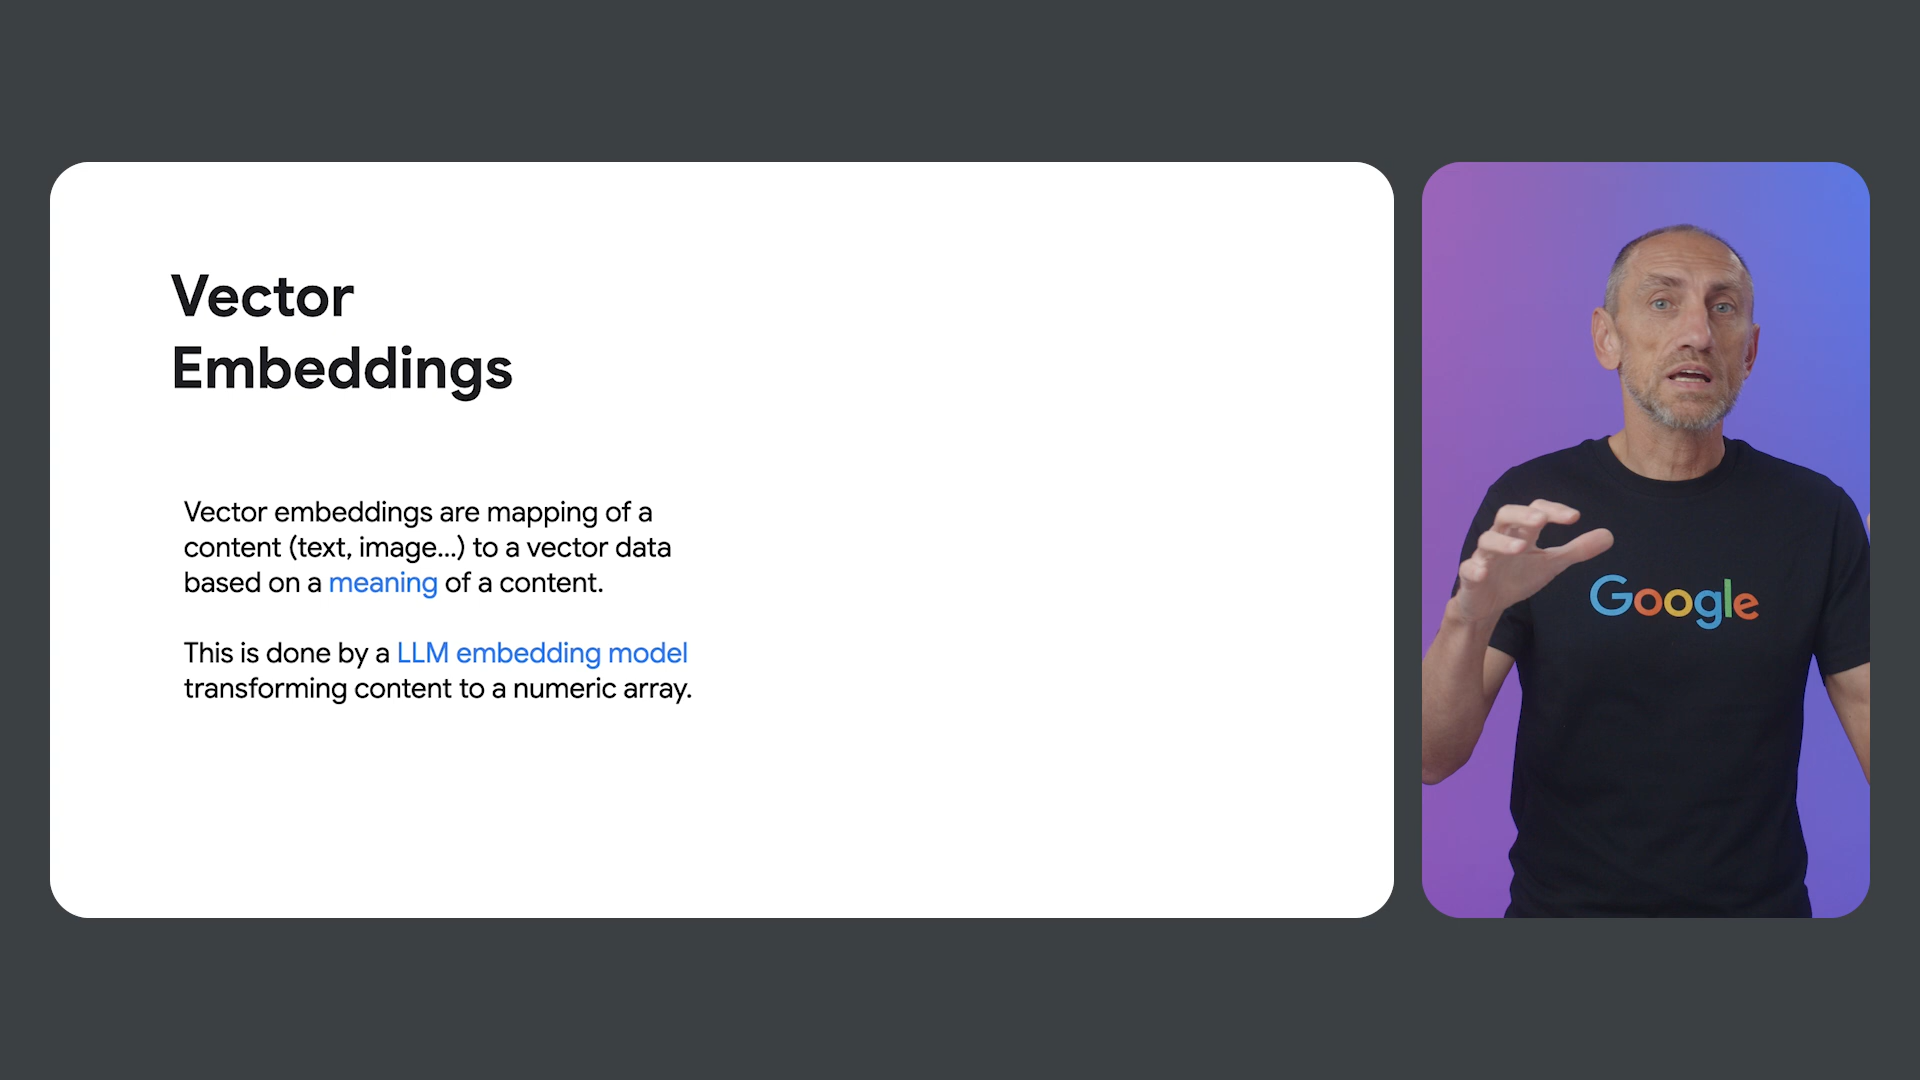 Vector
Embeddings
Vector embeddings are mapping of a
content (text, image...) to a vector data
based on a meaning of a content.
This is done by a LLM embedding model
transforming content to a numeric array.
Google